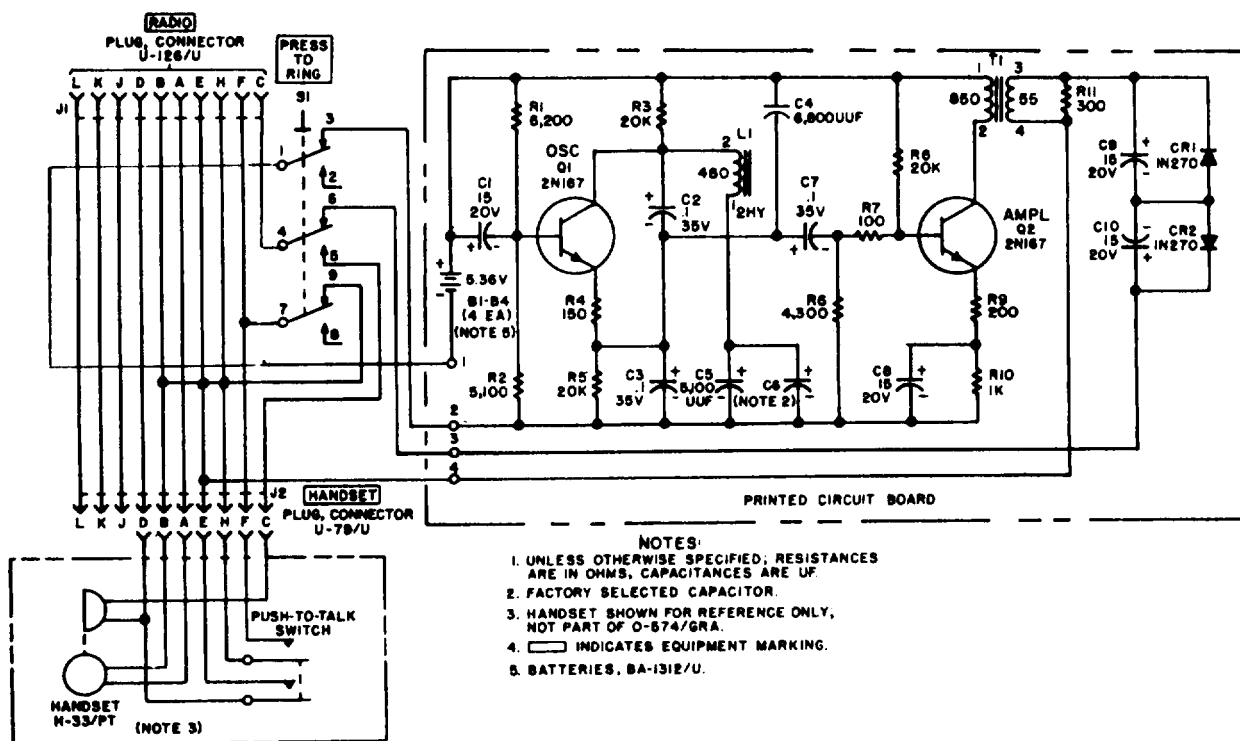 RADIO
PLUG, CONNECTOR
U-126/U
L K J D B A E H F C
J1
PRESS
TO
RING
S1
3
1
2
6
4
5
9
7
8
R1
6,200
C1
15
20V
+ -
+
-
5.36V
B1-B4
(4 EA)
(NOTE 5)
1
R2
5,100
OSC
Q1
2N167
R3
20K
R4
150
R5
20K
C2
.1
35V
+
-
C3
.1
35V
+
-
L1
2
460
1
2HY
C4
6,800UUF
C5
5,100
UUF
+
-
C6
(NOTE 2)
+
-
C7
.1
35V
+ -
R7
100
R6
4,300
R6
20K
AMPL
Q2
2N167
R9
200
R10
1K
C8
15
20V
+
-
T1
1 3
850 55
2 4
R11
300
C9
15
20V
+
-
C10
15
20V
-
+
CR1
1N270
CR2
1N270
2
3
4
PRINTED CIRCUIT BOARD
J2
HANDSET
PLUG, CONNECTOR
U-79/U
L K J D B A E H F C
PUSH-TO-TALK
SWITCH
HANDSET
H-33/PT
(NOTE 3)
NOTES:
1. UNLESS OTHERWISE SPECIFIED; RESISTANCES
ARE IN OHMS, CAPACITANCES ARE UF.
2. FACTORY SELECTED CAPACITOR.
3. HANDSET SHOWN FOR REFERENCE ONLY,
NOT PART OF O-574/GRA.
4. INDICATES EQUIPMENT MARKING.
5. BATTERIES, BA-1312/U.